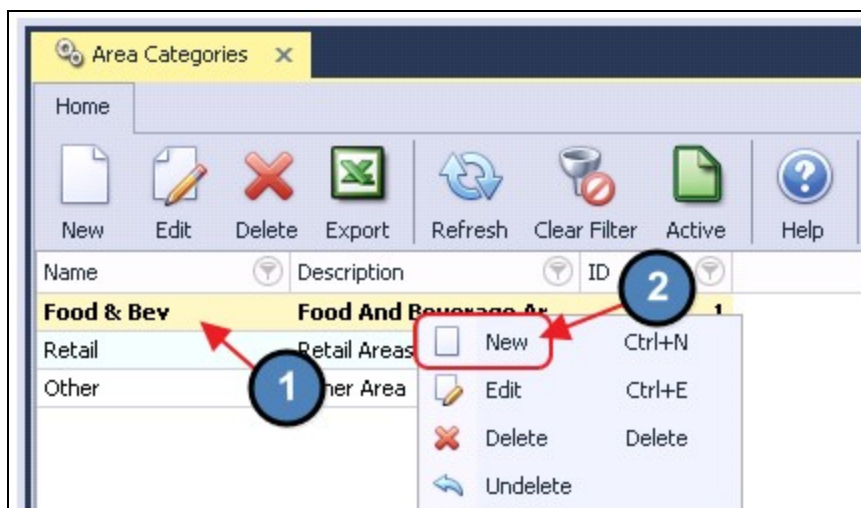 Area Categories
Home
New Edit Delete Export Refresh Clear Filter Active Help
Name Description ID
2
Food & Bev Food And Beverage Ar 1
New Ctrl+N
Retail Retail Areas
1
Other Area
Edit Ctrl+E
Delete Delete
Undelete